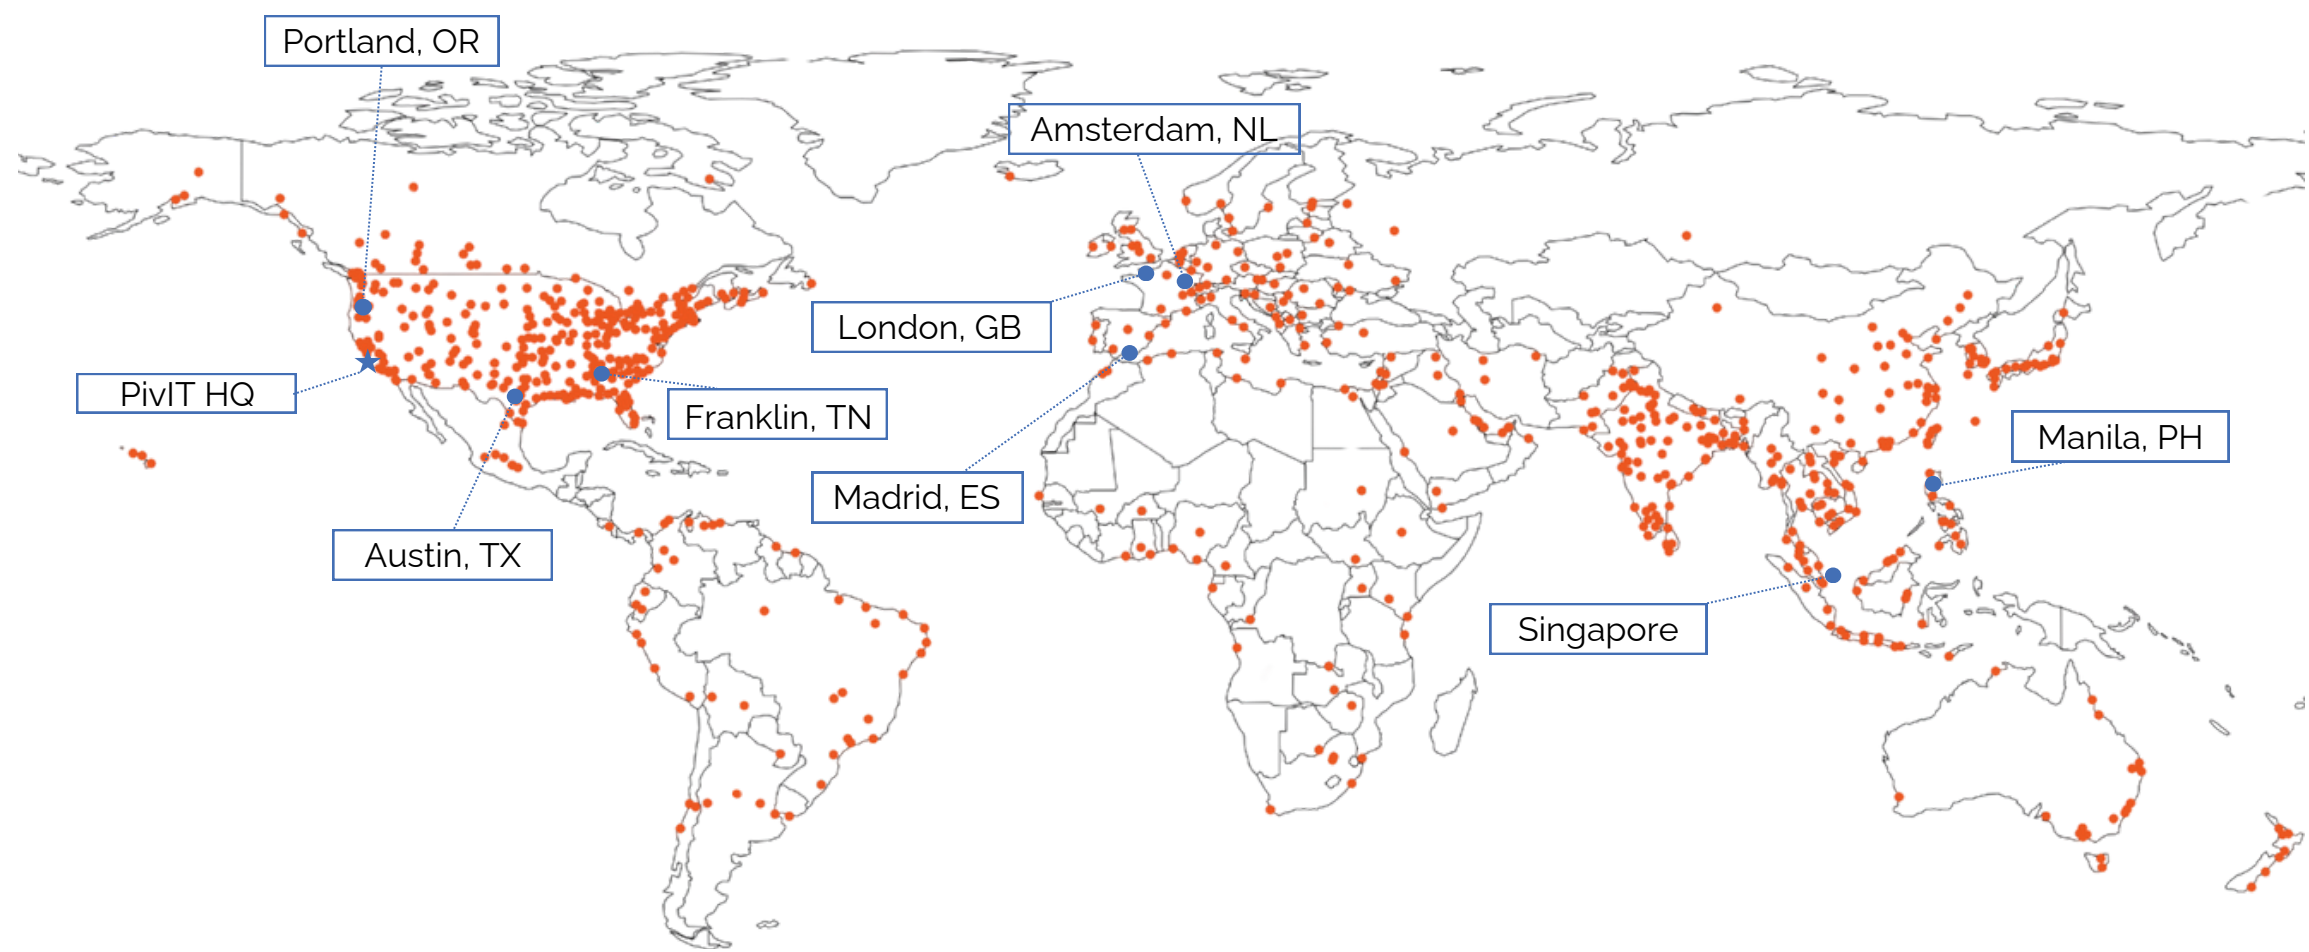 Portland, OR
Amsterdam, NL
London, GB
PivIT HQ
Franklin, TN
Manila, PH
Madrid, ES
Austin, TX
Singapore